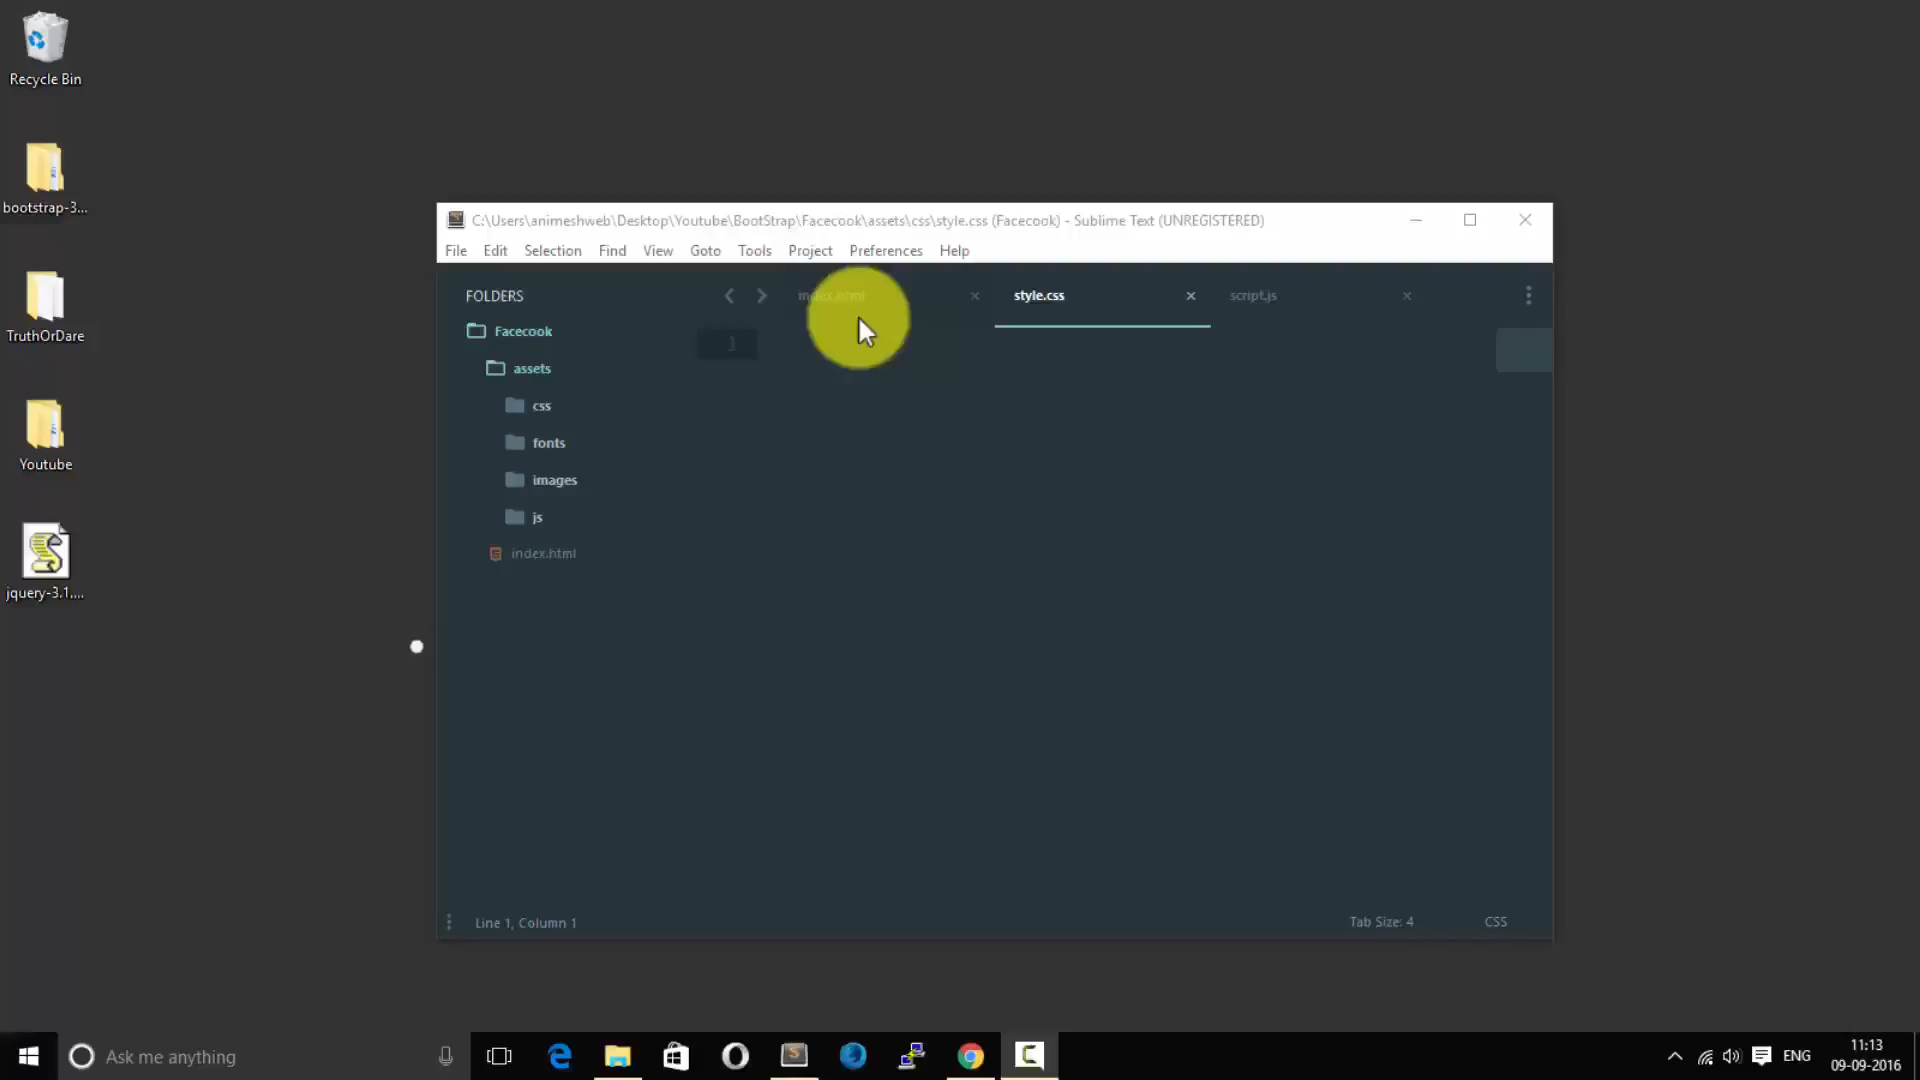 Recycle Bin
bootstrap-3...
TruthOrDare
Youtube
jquery-3.1....
C:\Users\animeshweb\Desktop\Youtube\BootStrap\Facecook\assets\css\style.css (Facecook) - Sublime Text (UNREGISTERED)
File Edit Selection Find View Goto Tools Project Preferences Help
FOLDERS
index.html
style.css
script.js
Facecook
1
assets
css
fonts
images
js
index.html
Line 1, Column 1
Tab Size: 4
CSS
Ask me anything
ENG
11:13
09-09-2016